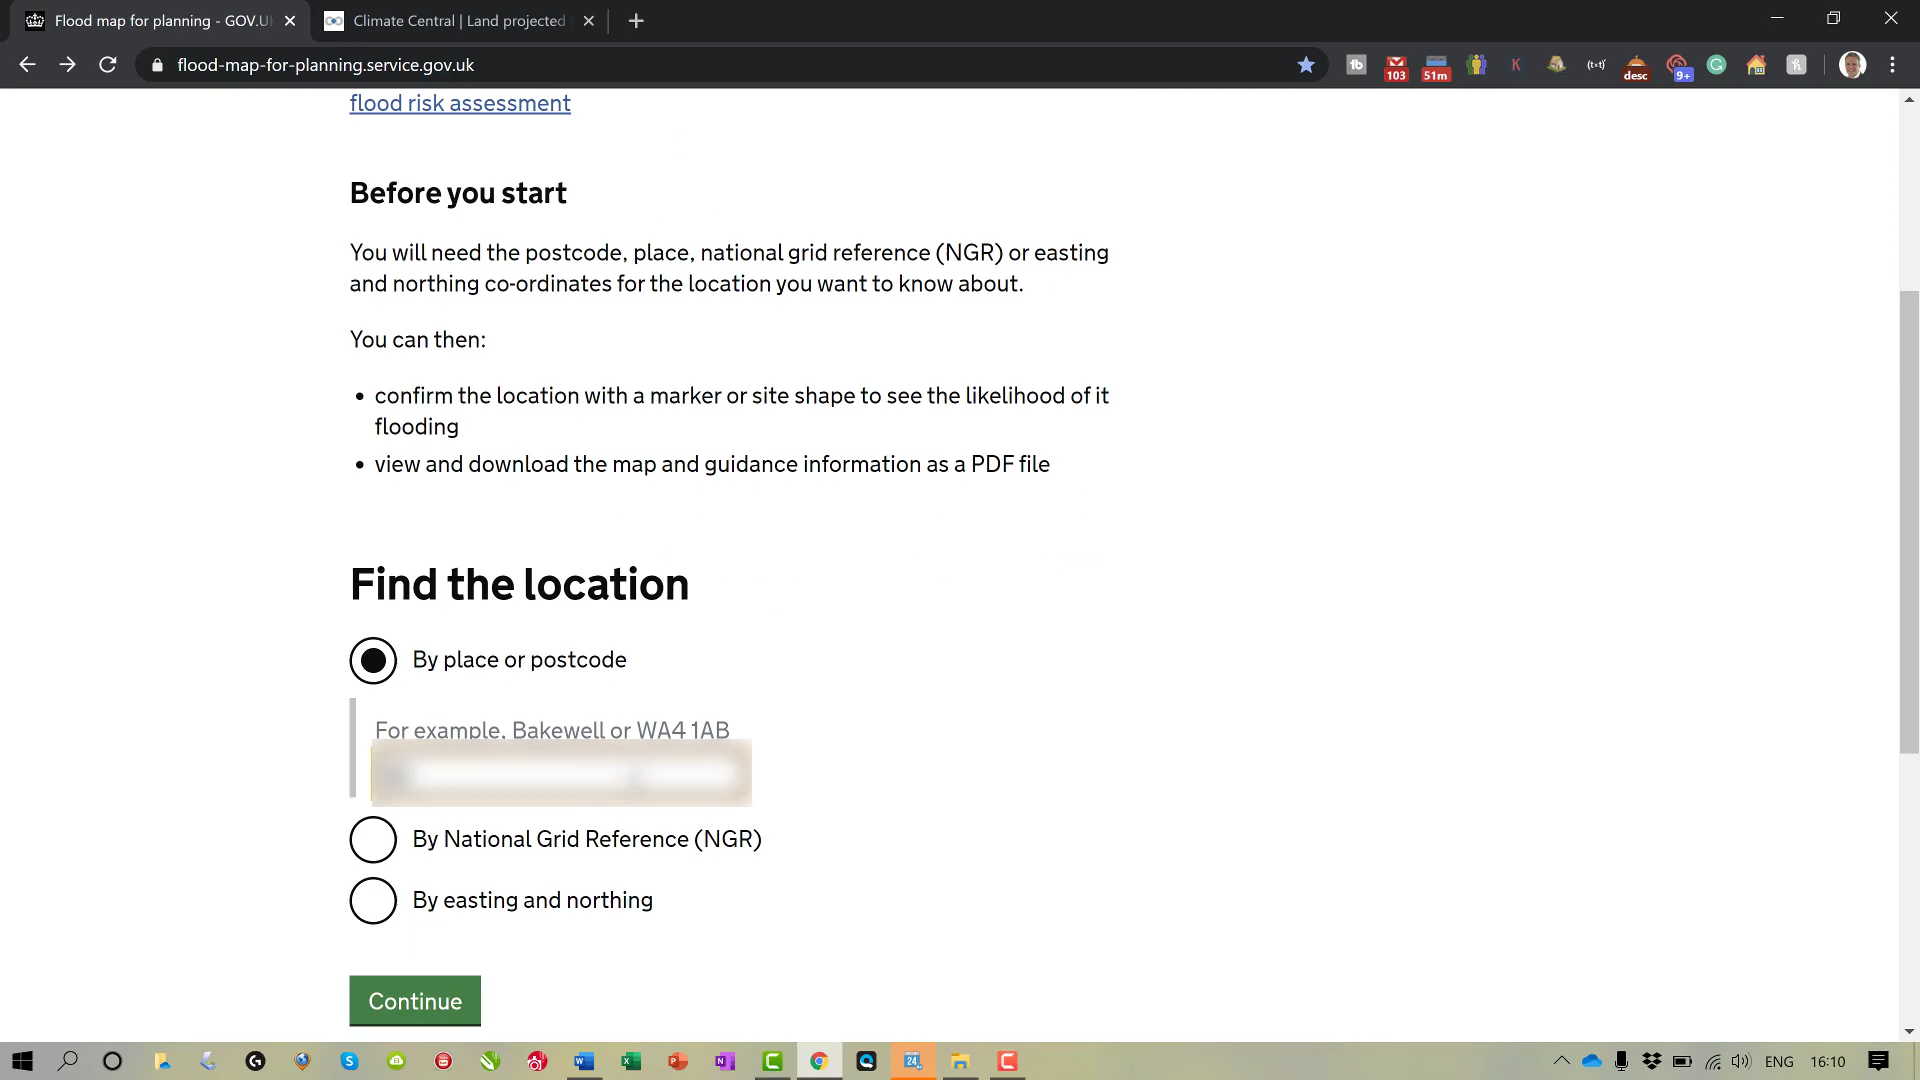 Flood map for planning - GOV.U
Climate Central | Land projected
flood-map-for-planning.service.gov.uk
tb
103
51m
K
(t×t)
desc
9+
G
flood risk assessment
Before you start
You will need the postcode, place, national grid reference (NGR) or easting
and northing co-ordinates for the location you want to know about.
You can then:
• confirm the location with a marker or site shape to see the likelihood of it
flooding
• view and download the map and guidance information as a PDF file
Find the location
By place or postcode
For example, Bakewell or WA4 1AB
By National Grid Reference (NGR)
By easting and northing
Continue
ENG
16:10